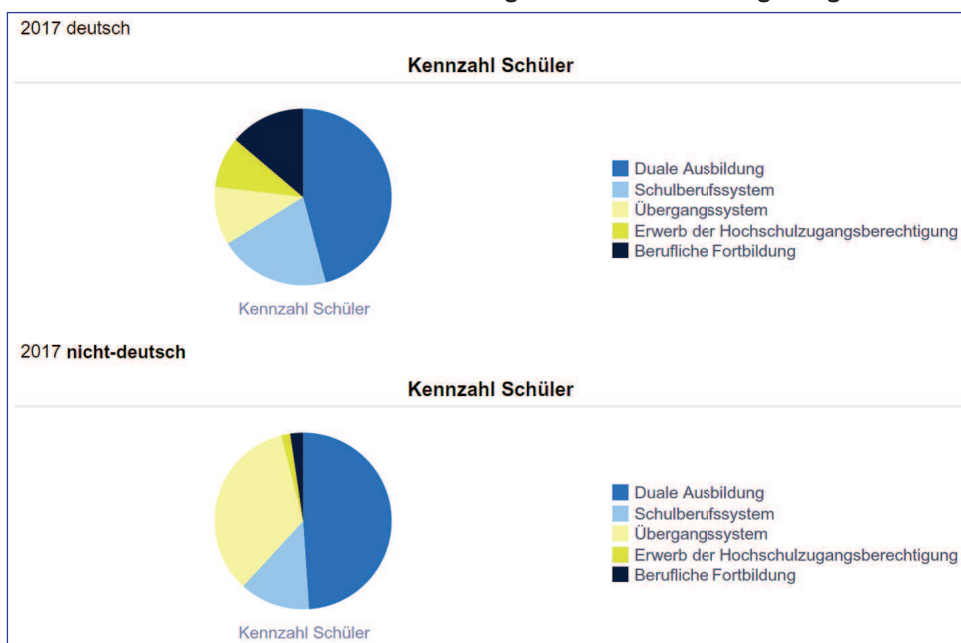 2017 deutsch
Kennzahl Schüler
Duale Ausbildung
Schulberufssystem
Übergangssystem
Erwerb der Hochschulzugangsberechtigung
Berufliche Fortbildung
Kennzahl Schüler
2017 nicht-deutsch
Kennzahl Schüler
Duale Ausbildung
Schulberufssystem
Übergangssystem
Erwerb der Hochschulzugangsberechtigung
Berufliche Fortbildung
Kennzahl Schüler